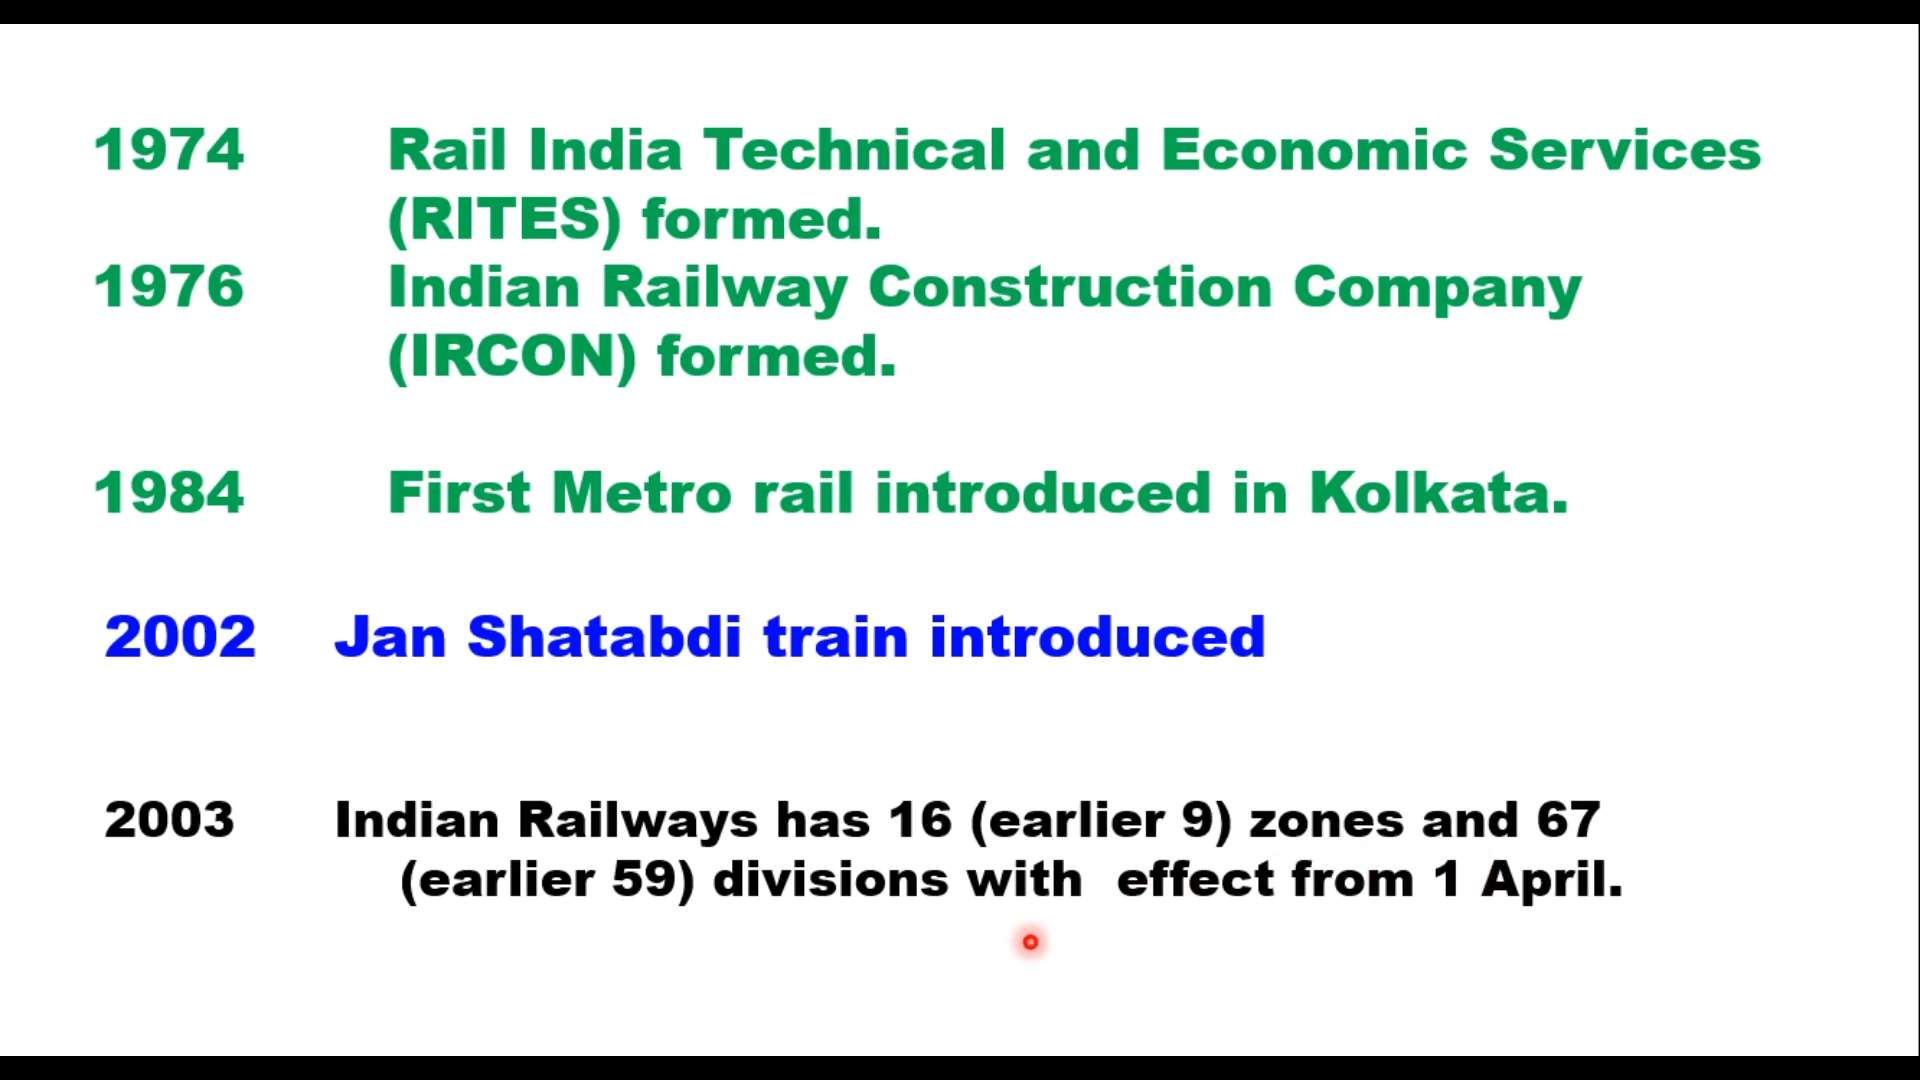 1974 Rail India Technical and Economic Services
(RITES) formed.
1976 Indian Railway Construction Company
(IRCON) formed.
1984 First Metro rail introduced in Kolkata.
2002 Jan Shatabdi train introduced
2003 Indian Railways has 16 (earlier 9) zones and 67
(earlier 59) divisions with effect from 1 April.